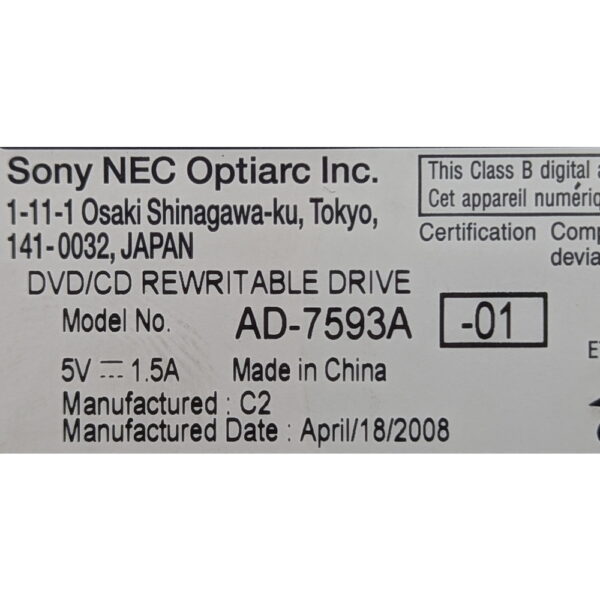 Sony NEC Optiarc Inc.
1-11-1 Osaki Shinagawa-ku, Tokyo,
141-0032, JAPAN
This Class B digital
Cet appareil
Certification
DVD/CD REWRITABLE DRIVE
Model No. AD-7593A -01
5V ⎓ 1.5A Made in China
Manufactured : C2
Manufactured Date : April/18/2008